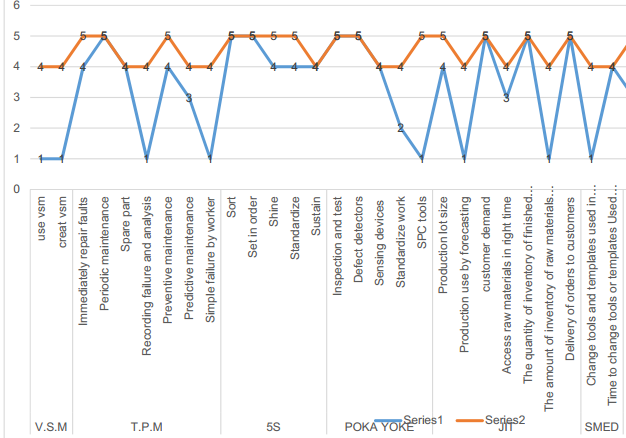 6
5
4
3
2
1
0
4 4 5 5 4 4 5 4 4 5 5 5 5 4 5 5 4 4 5 5 4 5 4 5 4 5 4 4
1 1 4 5 4 1 4 3 1 5 5 4 4 4 5 5 4 2 1 4 1 5 3 5 1 5 1 4
use vsm
creat vsm
Immediately repair faults
Periodic maintenance
Spare part
Recording failure and analysis
Preventive maintenance
Predictive maintenance
Simple failure by worker
Sort
Set in order
Shine
Standardize
Sustain
Inspection and test
Defect detectors
Sensing devices
Standardize work
SPC tools
Production lot size
Production use by forecasting
customer demand
Access raw materials in right time
The quantity of inventory of finished…
The amount of inventory of raw materials…
Delivery of orders to customers
Change tools and templates used in…
Time to change tools or templates Used…
V.S.M T.P.M 5S POKA YOKE JIT SMED
Series1 Series2